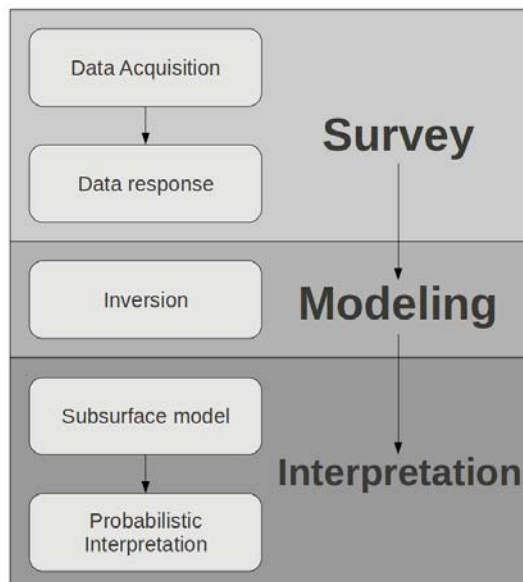 Data Acquisition
Data response
Survey
Inversion
Modeling
Subsurface model
Probabilistic
Interpretation
Interpretation